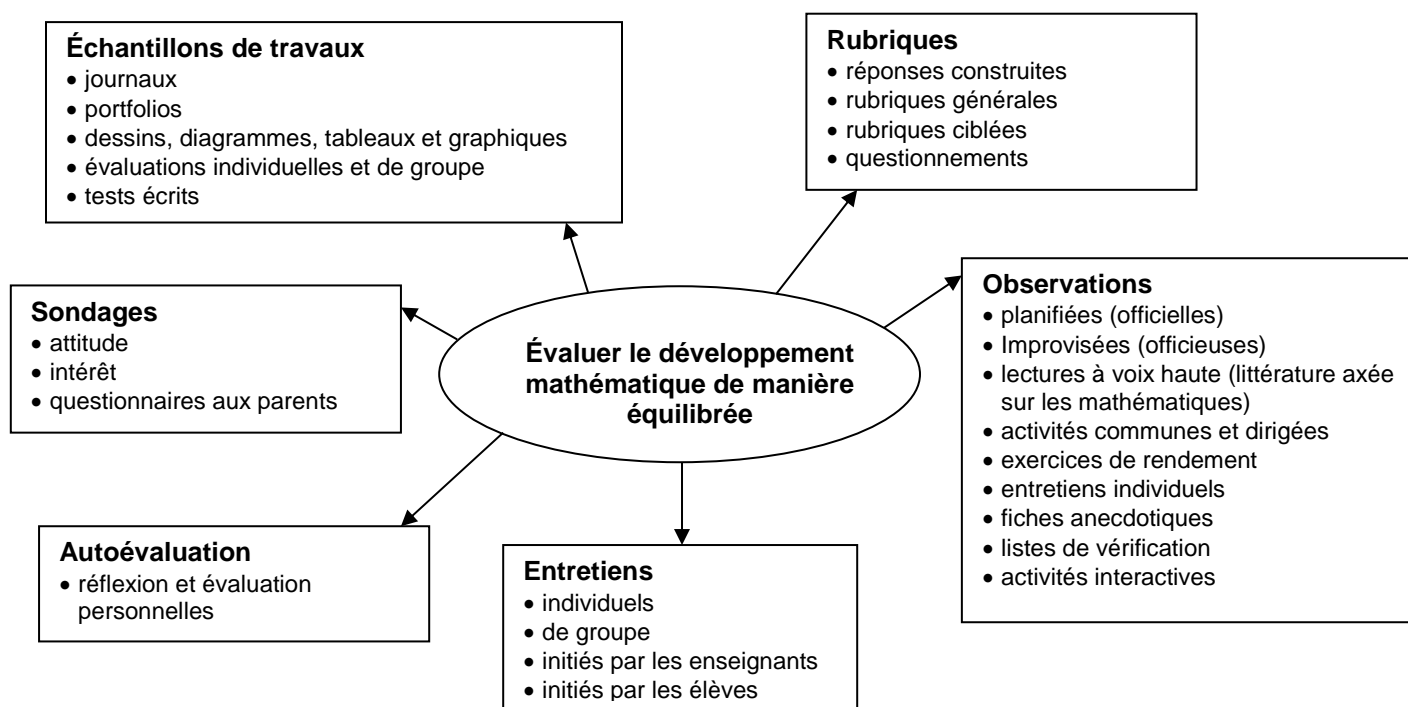 Échantillons de travaux
• journaux
• portfolios
• dessins, diagrammes, tableaux et graphiques
• évaluations individuelles et de groupe
• tests écrits
Rubriques
• réponses construites
• rubriques générales
• rubriques ciblées
• questionnements
Sondages
• attitude
• intérêt
• questionnaires aux parents
Évaluer le développement
mathématique de manière
équilibrée
Observations
• planifiées (officielles)
• Improvisées (officieuses)
• lectures à voix haute (littérature axée
sur les mathématiques)
• activités communes et dirigées
• exercices de rendement
• entretiens individuels
• fiches anecdotiques
• listes de vérification
• activités interactives
Autoévaluation
• réflexion et évaluation
personnelles
Entretiens
• individuels
• de groupe
• initiés par les enseignants
• initiés par les élèves